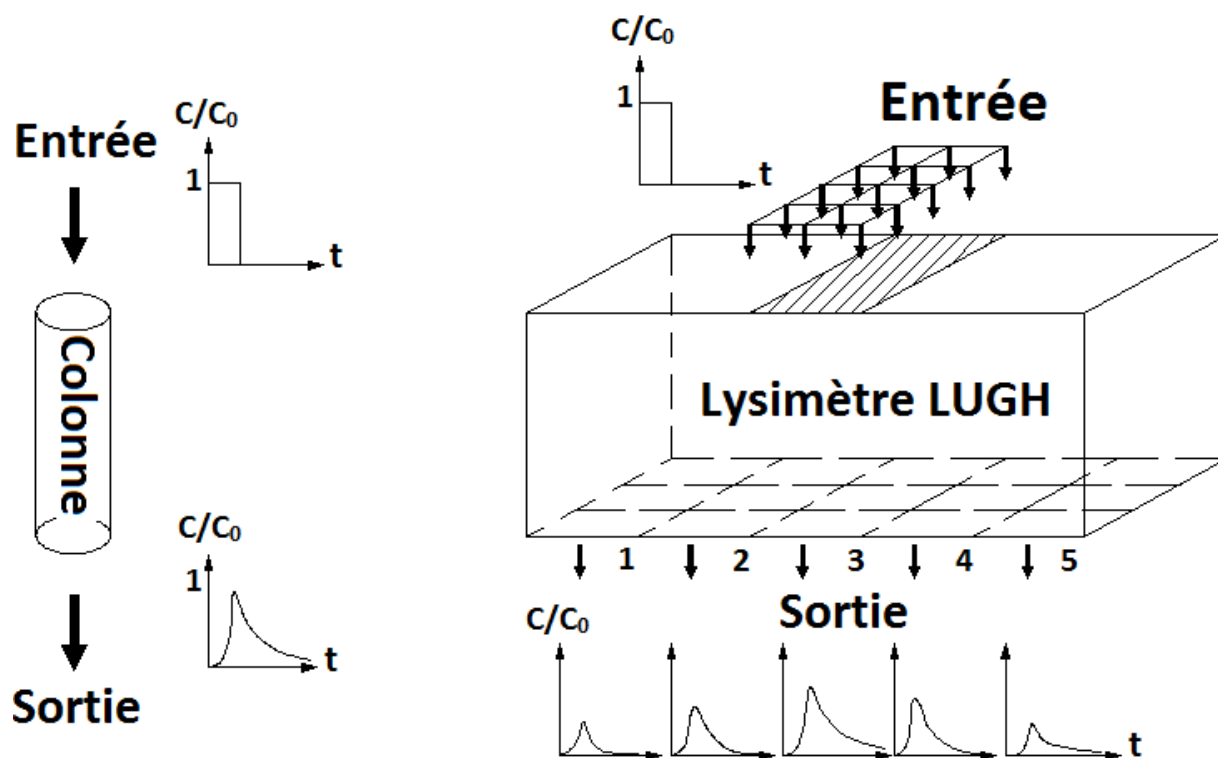 Entrée
C/C₀
1
t
Colonne
C/C₀
1
t
Sortie
C/C₀
1
t
Entrée
Lysimètre LUGH
1 2 3 4 5
Sortie
C/C₀
t